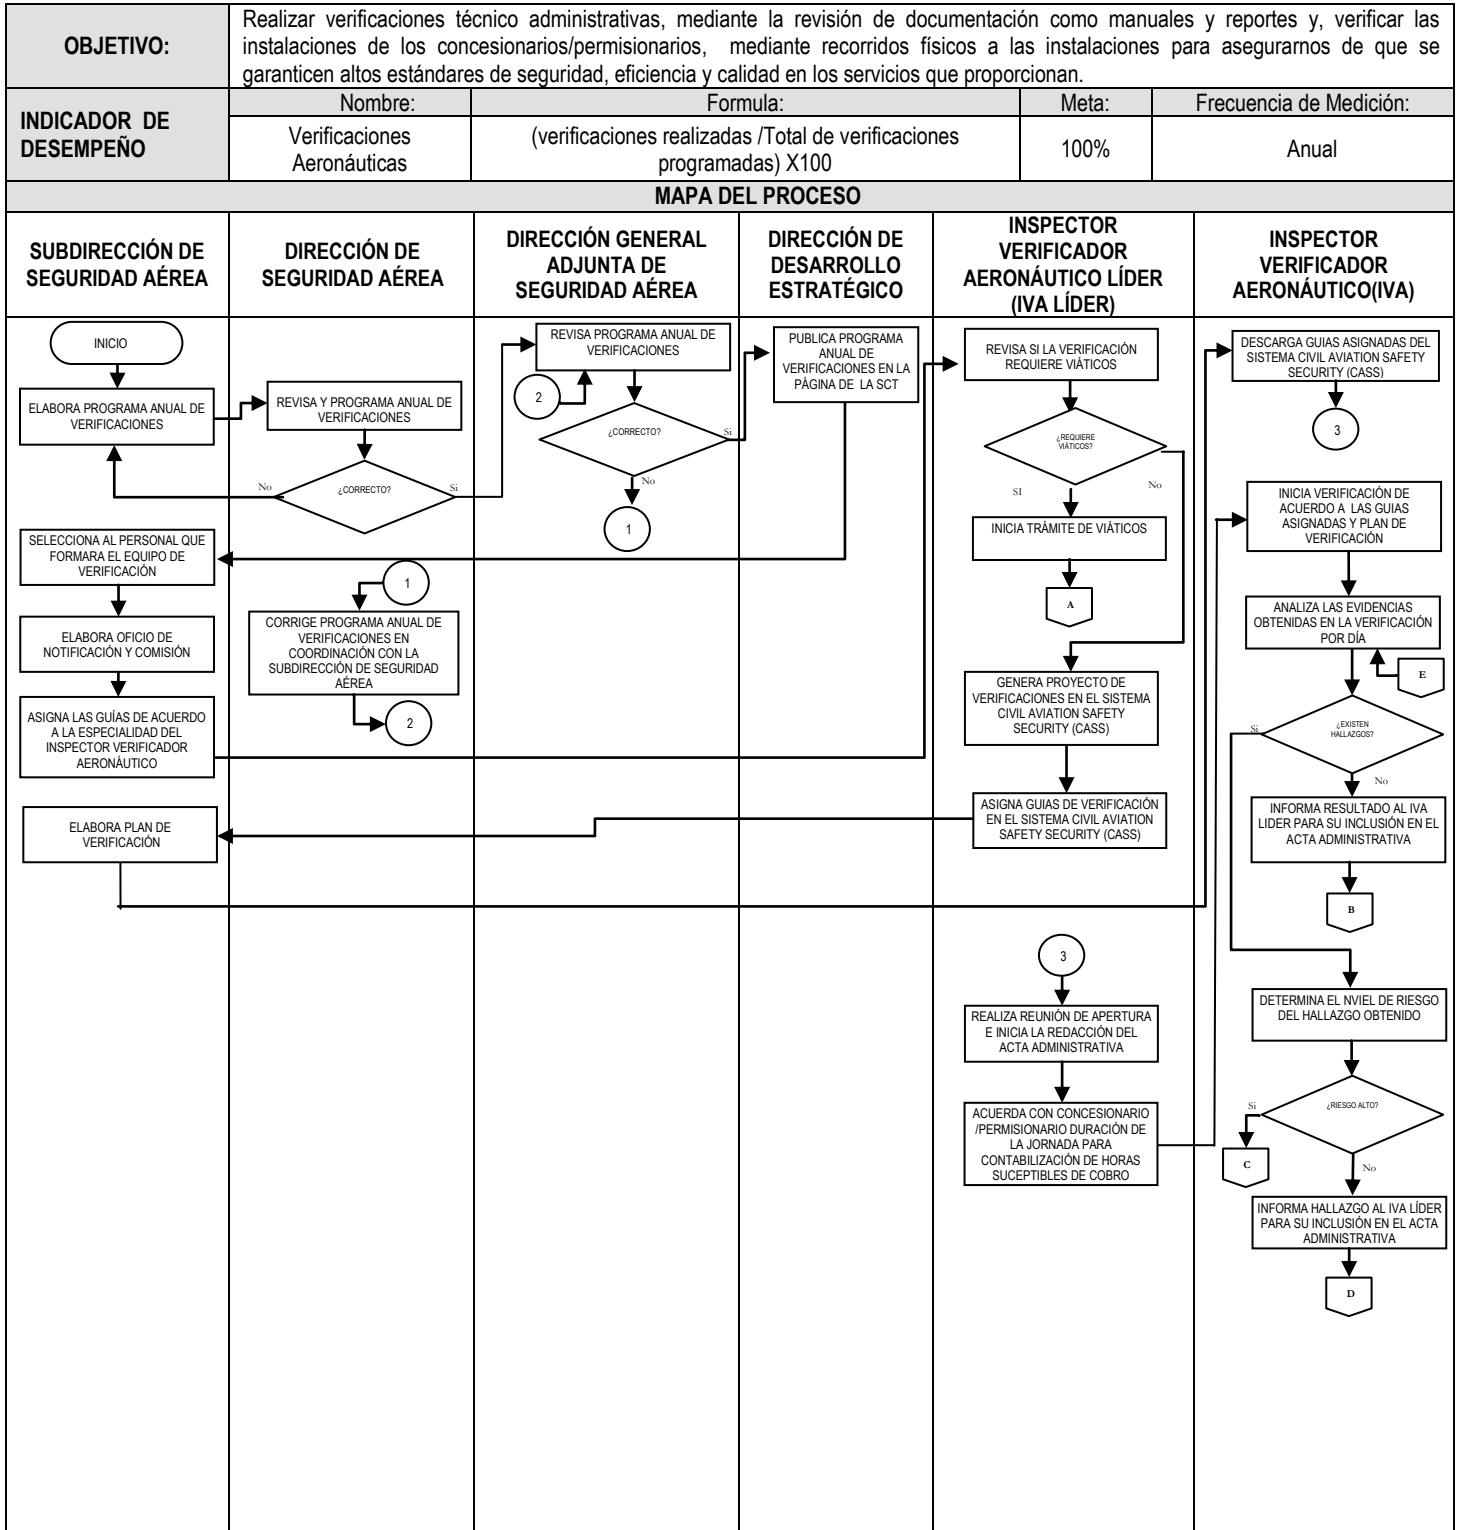 OBJETIVO:
Realizar verificaciones técnico administrativas, mediante la revisión de documentación como manuales y reportes y, verificar las
instalaciones de los concesionarios/permisionarios, mediante recorridos físicos a las instalaciones para asegurarnos de que se
garanticen altos estándares de seguridad, eficiencia y calidad en los servicios que proporcionan.
INDICADOR DE
DESEMPEÑO
Nombre:
Formula:
Meta:
Frecuencia de Medición:
Verificaciones
Aeronáuticas
(verificaciones realizadas /Total de verificaciones
programadas) X100
100%
Anual
MAPA DEL PROCESO
SUBDIRECCIÓN DE
SEGURIDAD AÉREA
DIRECCIÓN DE
SEGURIDAD AÉREA
DIRECCIÓN GENERAL
ADJUNTA DE
SEGURIDAD AÉREA
DIRECCIÓN DE
DESARROLLO
ESTRATÉGICO
INSPECTOR
VERIFICADOR
AERONÁUTICO LÍDER
(IVA LÍDER)
INSPECTOR
VERIFICADOR
AERONÁUTICO(IVA)
INICIO
ELABORA PROGRAMA ANUAL DE
VERIFICACIONES
SELECCIONA AL PERSONAL QUE
FORMARA EL EQUIPO DE
VERIFICACIÓN
ELABORA OFICIO DE
NOTIFICACIÓN Y COMISIÓN
ASIGNA LAS GUÍAS DE ACUERDO
A LA ESPECIALIDAD DEL
INSPECTOR VERIFICADOR
AERONÁUTICO
ELABORA PLAN DE
VERIFICACIÓN
REVISA Y PROGRAMA ANUAL DE
VERIFICACIONES
¿CORRECTO?
No
Si
1
CORRIGE PROGRAMA ANUAL DE
VERIFICACIONES EN
COORDINACIÓN CON LA
SUBDIRECCIÓN DE SEGURIDAD
AÉREA
2
REVISA PROGRAMA ANUAL DE
VERIFICACIONES
2
¿CORRECTO?
Si
No
1
PUBLICA PROGRAMA
ANUAL DE
VERIFICACIONES EN LA
PÁGINA DE LA SCT
REVISA SI LA VERIFICACIÓN
REQUIERE VIÁTICOS
¿REQUIERE
VIÁTICOS?
SI
No
INICIA TRÁMITE DE VIÁTICOS
A
GENERA PROYECTO DE
VERIFICACIONES EN EL SISTEMA
CIVIL AVIATION SAFETY
SECURITY (CASS)
ASIGNA GUIAS DE VERIFICACIÓN
EN EL SISTEMA CIVIL AVIATION
SAFETY SECURITY (CASS)
3
REALIZA REUNIÓN DE APERTURA
E INICIA LA REDACCIÓN DEL
ACTA ADMINISTRATIVA
ACUERDA CON CONCESIONARIO
/PERMISIONARIO DURACIÓN DE
LA JORNADA PARA
CONTABILIZACIÓN DE HORAS
SUCEPTIBLES DE COBRO
DESCARGA GUIAS ASIGNADAS DEL
SISTEMA CIVIL AVIATION SAFETY
SECURITY (CASS)
3
INICIA VERIFICACIÓN DE
ACUERDO A LAS GUIAS
ASIGNADAS Y PLAN DE
VERIFICACIÓN
ANALIZA LAS EVIDENCIAS
OBTENIDAS EN LA VERIFICACIÓN
POR DÍA
E
¿EXISTEN
HALLAZGOS?
Si
No
INFORMA RESULTADO AL IVA
LIDER PARA SU INCLUSIÓN EN EL
ACTA ADMINISTRATIVA
B
DETERMINA EL NVIEL DE RIESGO
DEL HALLAZGO OBTENIDO
¿RIESGO ALTO?
Si
C
No
INFORMA HALLAZGO AL IVA LÍDER
PARA SU INCLUSIÓN EN EL ACTA
ADMINISTRATIVA
D